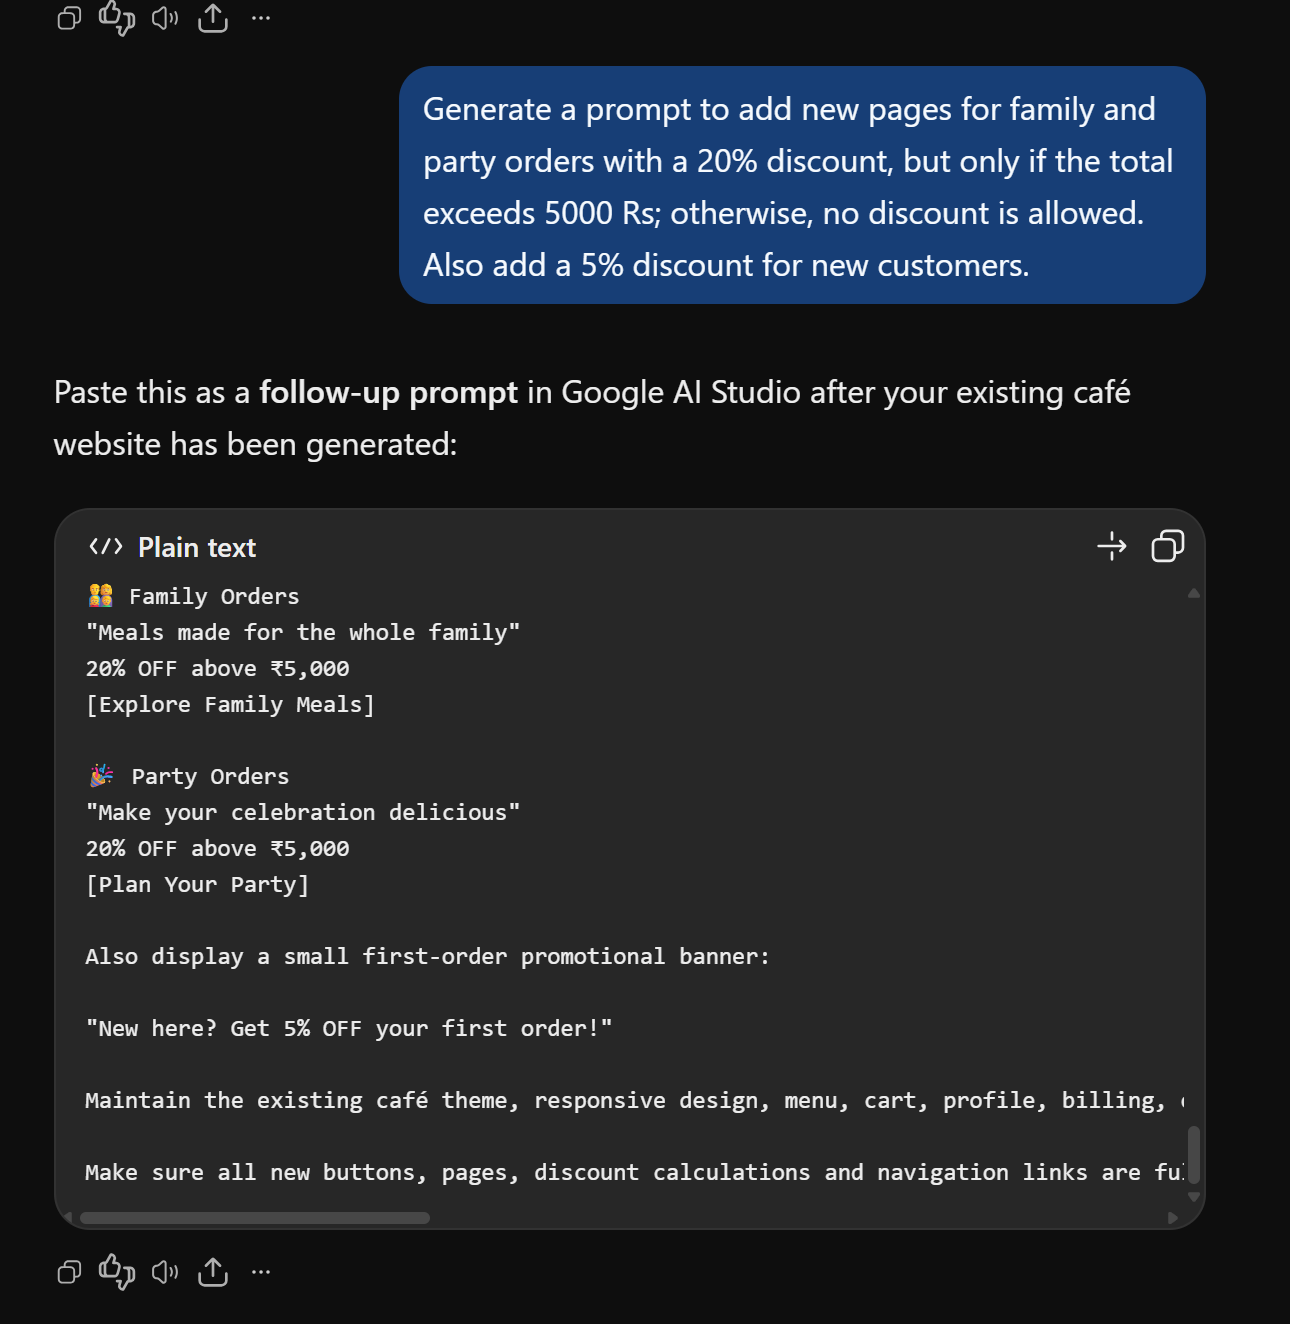 Generate a prompt to add new pages for family and
party orders with a 20% discount, but only if the total
exceeds 5000 Rs; otherwise, no discount is allowed.
Also add a 5% discount for new customers.
Paste this as a follow-up prompt in Google AI Studio after your existing café
website has been generated:
Plain text
Family Orders
"Meals made for the whole family"
20% OFF above ₹5,000
[Explore Family Meals]
Party Orders
"Make your celebration delicious"
20% OFF above ₹5,000
[Plan Your Party]
Also display a small first-order promotional banner:
"New here? Get 5% OFF your first order!"
Maintain the existing café theme, responsive design, menu, cart, profile, billing,
Make sure all new buttons, pages, discount calculations and navigation links are